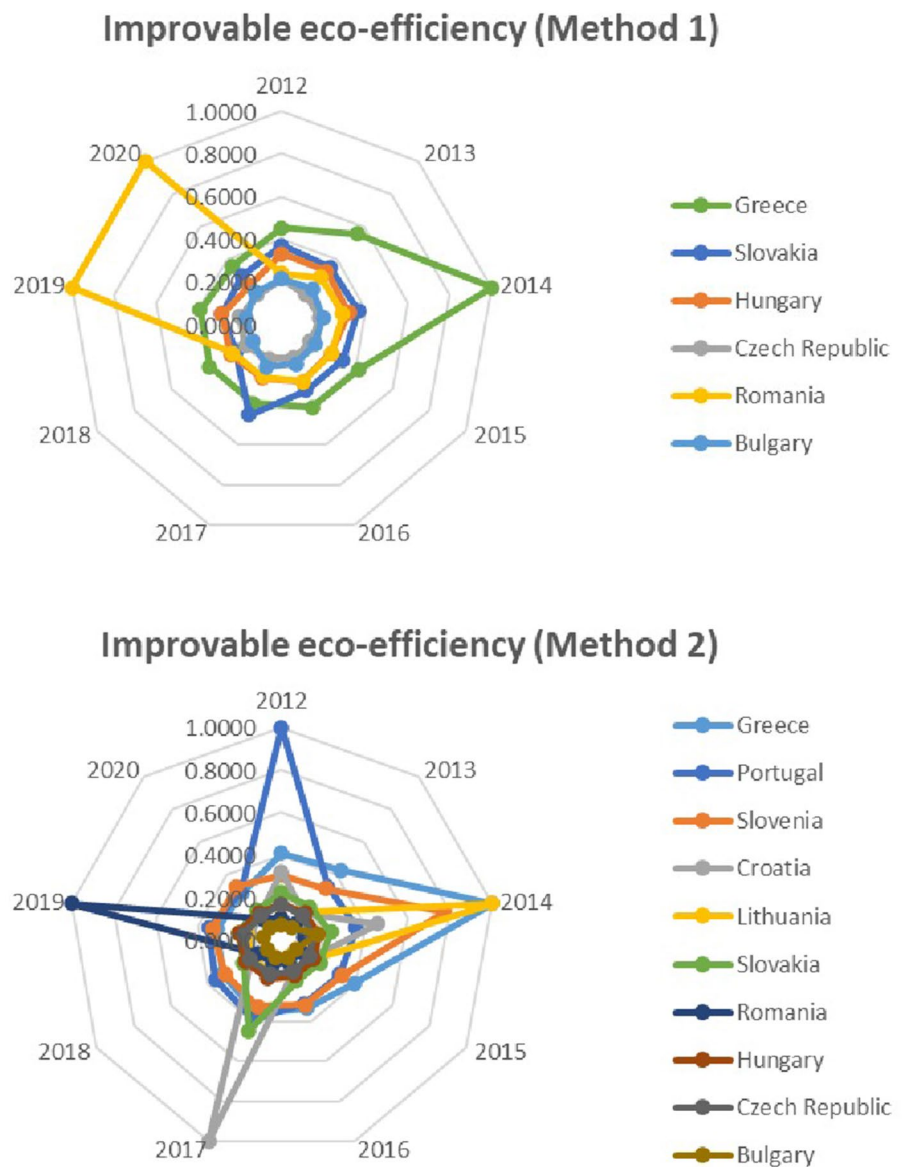 Improvable eco-efficiency (Method 1)
2012
1.0000
2020
0.8000
2013
0.6000
0.4000
2019
0.2000
2014
0.0000
2018
2015
2017
2016
Greece
Slovakia
Hungary
Czech Republic
Romania
Bulgary
Improvable eco-efficiency (Method 2)
2012
1.0000
2020
0.8000
2013
0.6000
0.4000
2019
0.2000
2014
0.0000
2018
2015
2017
2016
Greece
Portugal
Slovenia
Croatia
Lithuania
Slovakia
Romania
Hungary
Czech Republic
Bulgary